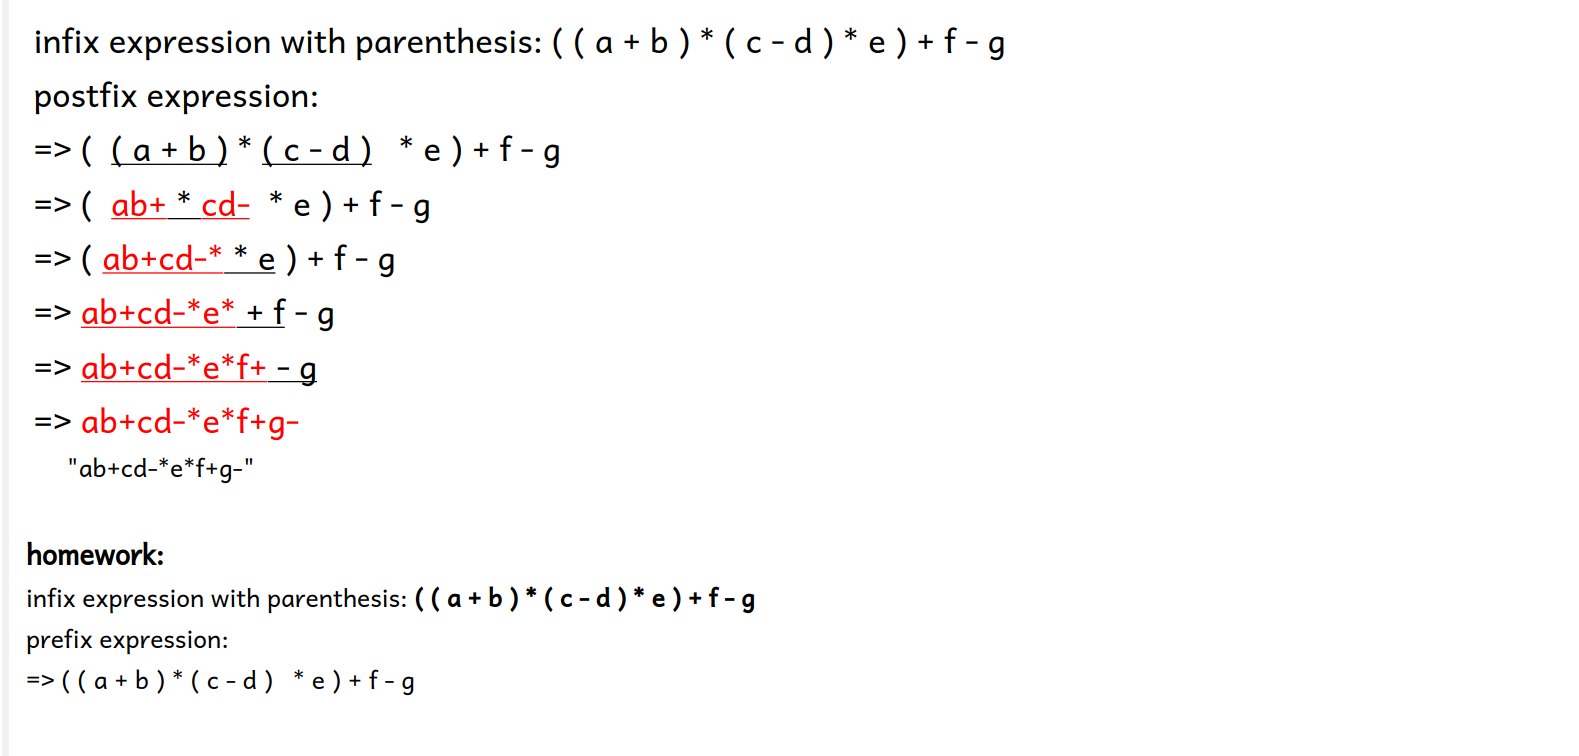 infix expression with parenthesis: ( ( a + b ) * ( c - d ) * e ) + f - g
postfix expression:
=> ( ( a + b ) * ( c - d ) * e ) + f - g
=> ( ab+ * cd- * e ) + f - g
=> ( ab+cd-* * e ) + f - g
=> ab+cd-*e* + f - g
=> ab+cd-*e*f+ - g
=> ab+cd-*e*f+g-
"ab+cd-*e*f+g-"
homework:
infix expression with parenthesis: ( ( a + b ) * ( c - d ) * e ) + f - g
prefix expression:
=> ( ( a + b ) * ( c - d ) * e ) + f - g